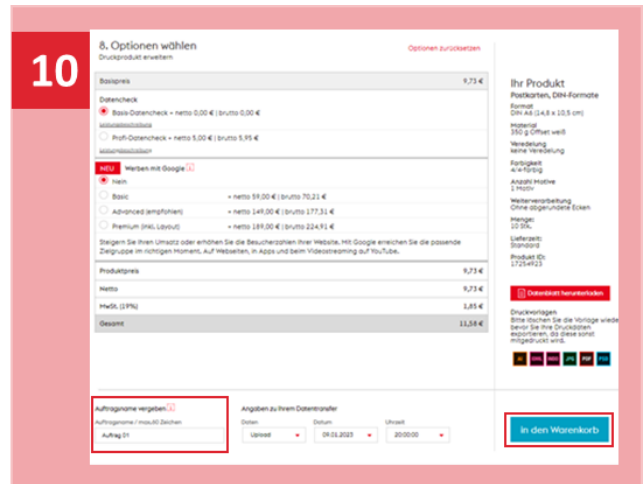 10
8. Optionen wählen
Druckprodukt erweitern
Optionen zurücksetzen
Basispreis 9,73 €
Datencheck
Basis-Datencheck + netto 0,00 € | brutto 0,00 €
Leistungsbeschreibung
Profi-Datencheck + netto 5,00 € | brutto 5,95 €
Leistungsbeschreibung
NEU Werben mit Google
Nein
Basic + netto 59,00 € | brutto 70,21 €
Advanced (empfohlen) + netto 149,00 € | brutto 177,31 €
Premium (inkl. Layout) + netto 189,00 € | brutto 224,91 €
Steigern Sie Ihren Umsatz oder erhöhen Sie die Besucherzahlen Ihrer Website. Mit Google erreichen Sie die passende
Zielgruppe im richtigen Moment. Auf Webseiten, in Apps und beim Videostreaming auf YouTube.
Produktpreis 9,73 €
Netto 9,73 €
MwSt. (19%) 1,85 €
Gesamt 11,58 €
Ihr Produkt
Postkarten, DIN-Formate
Format
DIN A6 (14,8 x 10,5 cm)
Material
350 g Offset weiß
Veredelung
keine Veredelung
Farbigkeit
4/4-farbig
Anzahl Motive
1 Motiv
Weiterverarbeitung
Ohne abgerundete Ecken
Menge:
10 Stk.
Lieferzeit:
Standard
Produkt ID:
17254923
Datenblatt herunterladen
Druckvorlagen
Bitte löschen Sie die Vorlage wiede
bevor Sie Ihre Druckdaten
exportieren, da diese sonst
mitgedruckt wird.
Auftragsname vergeben
Auftragsname / max.40 Zeichen
Auftrag 01
Angaben zu Ihrem Datentransfer
Daten Datum Uhrzeit
Upload 09.01.2023 20:00:00
in den Warenkorb